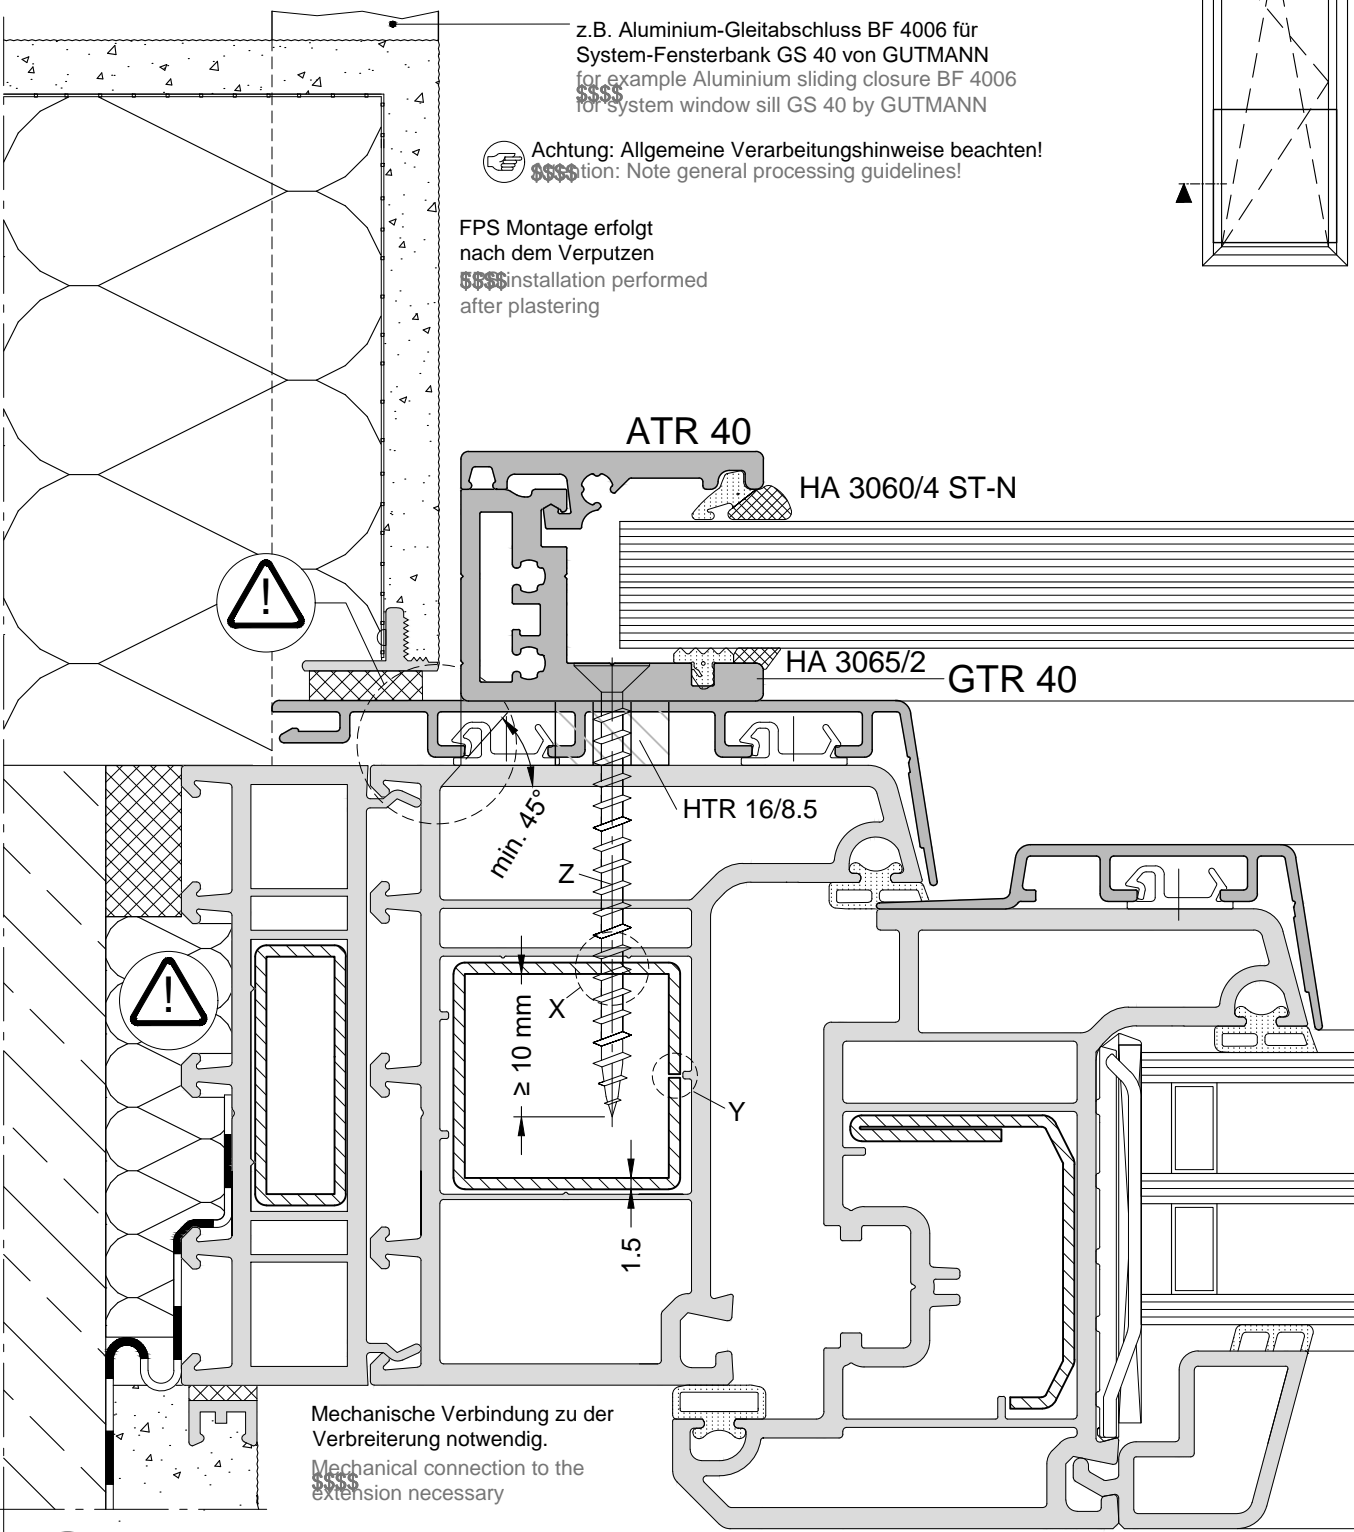 z.B. Aluminium-Gleitabschluss BF 4006 für
System-Fensterbank GS 40 von GUTMANN
for example Aluminium sliding closure BF 4006
$$$$
for system window sill GS 40 by GUTMANN
Achtung: Allgemeine Verarbeitungshinweise beachten!
$$$$tion: Note general processing guidelines!
FPS Montage erfolgt
nach dem Verputzen
$$$$ installation performed
after plastering
ATR 40
HA 3060/4 ST-N
!
HA 3065/2
GTR 40
min. 45°
HTR 16/8.5
Z
!
X
≥ 10 mm
Y
1.5
Mechanische Verbindung zu der
Verbreiterung notwendig.
Mechanical connection to the
$$$$
extension necessary